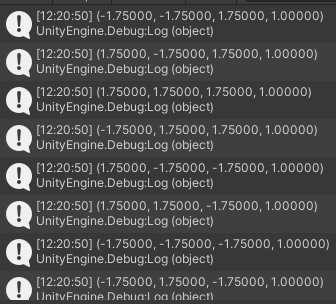 [12:20:50] (-1.75000, -1.75000, 1.75000, 1.00000)
UnityEngine.Debug:Log (object)
[12:20:50] (1.75000, -1.75000, 1.75000, 1.00000)
UnityEngine.Debug:Log (object)
[12:20:50] (1.75000, 1.75000, 1.75000, 1.00000)
UnityEngine.Debug:Log (object)
[12:20:50] (-1.75000, 1.75000, 1.75000, 1.00000)
UnityEngine.Debug:Log (object)
[12:20:50] (1.75000, -1.75000, -1.75000, 1.00000)
UnityEngine.Debug:Log (object)
[12:20:50] (1.75000, 1.75000, -1.75000, 1.00000)
UnityEngine.Debug:Log (object)
[12:20:50] (-1.75000, -1.75000, -1.75000, 1.00000)
UnityEngine.Debug:Log (object)
[12:20:50] (-1.75000, 1.75000, -1.75000, 1.00000)
UnityEngine.Debug:Log (object)